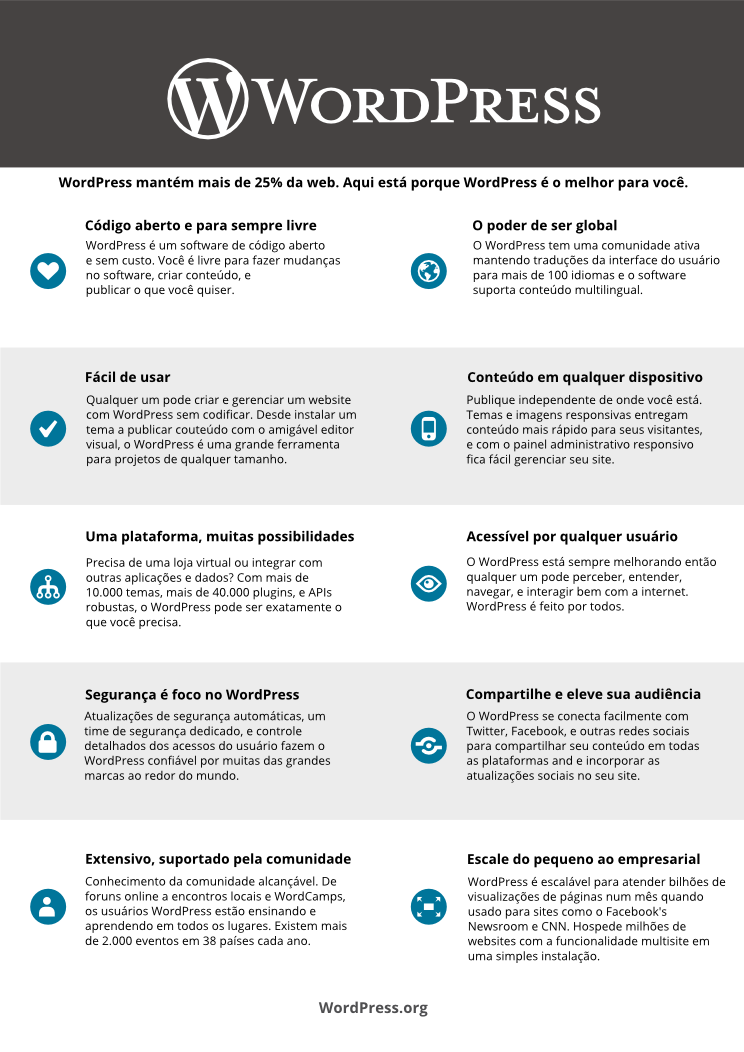 WORDPRESS
WordPress mantém mais de 25% da web. Aqui está porque WordPress é o melhor para você.
Código aberto e para sempre livre
WordPress é um software de código aberto
e sem custo. Você é livre para fazer mudanças
no software, criar conteúdo, e
publicar o que você quiser.
O poder de ser global
O WordPress tem uma comunidade ativa
mantendo traduções da interface do usuário
para mais de 100 idiomas e o software
suporta conteúdo multilingual.
Fácil de usar
Qualquer um pode criar e gerenciar um website
com WordPress sem codificar. Desde instalar um
tema a publicar couteúdo com o amigável editor
visual, o WordPress é uma grande ferramenta
para projetos de qualquer tamanho.
Conteúdo em qualquer dispositivo
Publique independente de onde você está.
Temas e imagens responsivas entregam
conteúdo mais rápido para seus visitantes,
e com o painel administrativo responsivo
fica fácil gerenciar seu site.
Uma plataforma, muitas possibilidades
Precisa de uma loja virtual ou integrar com
outras aplicações e dados? Com mais de
10.000 temas, mais de 40.000 plugins, e APIs
robustas, o WordPress pode ser exatamente o
que você precisa.
Acessível por qualquer usuário
O WordPress está sempre melhorando então
qualquer um pode perceber, entender,
navegar, e interagir bem com a internet.
WordPress é feito por todos.
Segurança é foco no WordPress
Atualizações de segurança automáticas, um
time de segurança dedicado, e controle
detalhados dos acessos do usuário fazem o
WordPress confiável por muitas das grandes
marcas ao redor do mundo.
Compartilhe e eleve sua audiência
O WordPress se conecta facilmente com
Twitter, Facebook, e outras redes sociais
para compartilhar seu conteúdo em todas
as plataformas and e incorporar as
atualizações sociais no seu site.
Extensivo, suportado pela comunidade
Conhecimento da comunidade alcançável. De
foruns online a encontros locais e WordCamps,
os usuários WordPress estão ensinando e
aprendendo em todos os lugares. Existem mais
de 2.000 eventos em 38 países cada ano.
Escale do pequeno ao empresarial
WordPress é escalável para atender bilhões de
visualizações de páginas num mês quando
usado para sites como o Facebook's
Newsroom e CNN. Hospede milhões de
websites com a funcionalidade multisite em
uma simples instalação.
WordPress.org